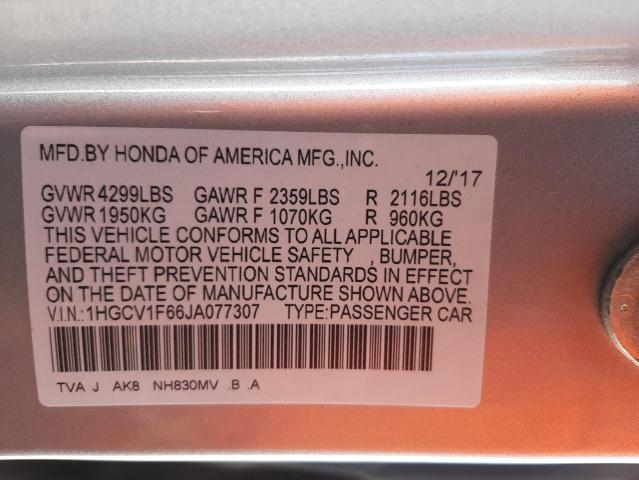 MFD.BY HONDA OF AMERICA MFG.,INC.
12/'17
GVWR 4299LBS GAWR F 2359LBS R 2116LBS
GVWR 1950KG GAWR F 1070KG R 960KG
THIS VEHICLE CONFORMS TO ALL APPLICABLE
FEDERAL MOTOR VEHICLE SAFETY , BUMPER,
AND THEFT PREVENTION STANDARDS IN EFFECT
ON THE DATE OF MANUFACTURE SHOWN ABOVE.
V.I.N.:1HGCV1F66JA077307 TYPE:PASSENGER CAR
TVA J AK8 NH830MV .B .A